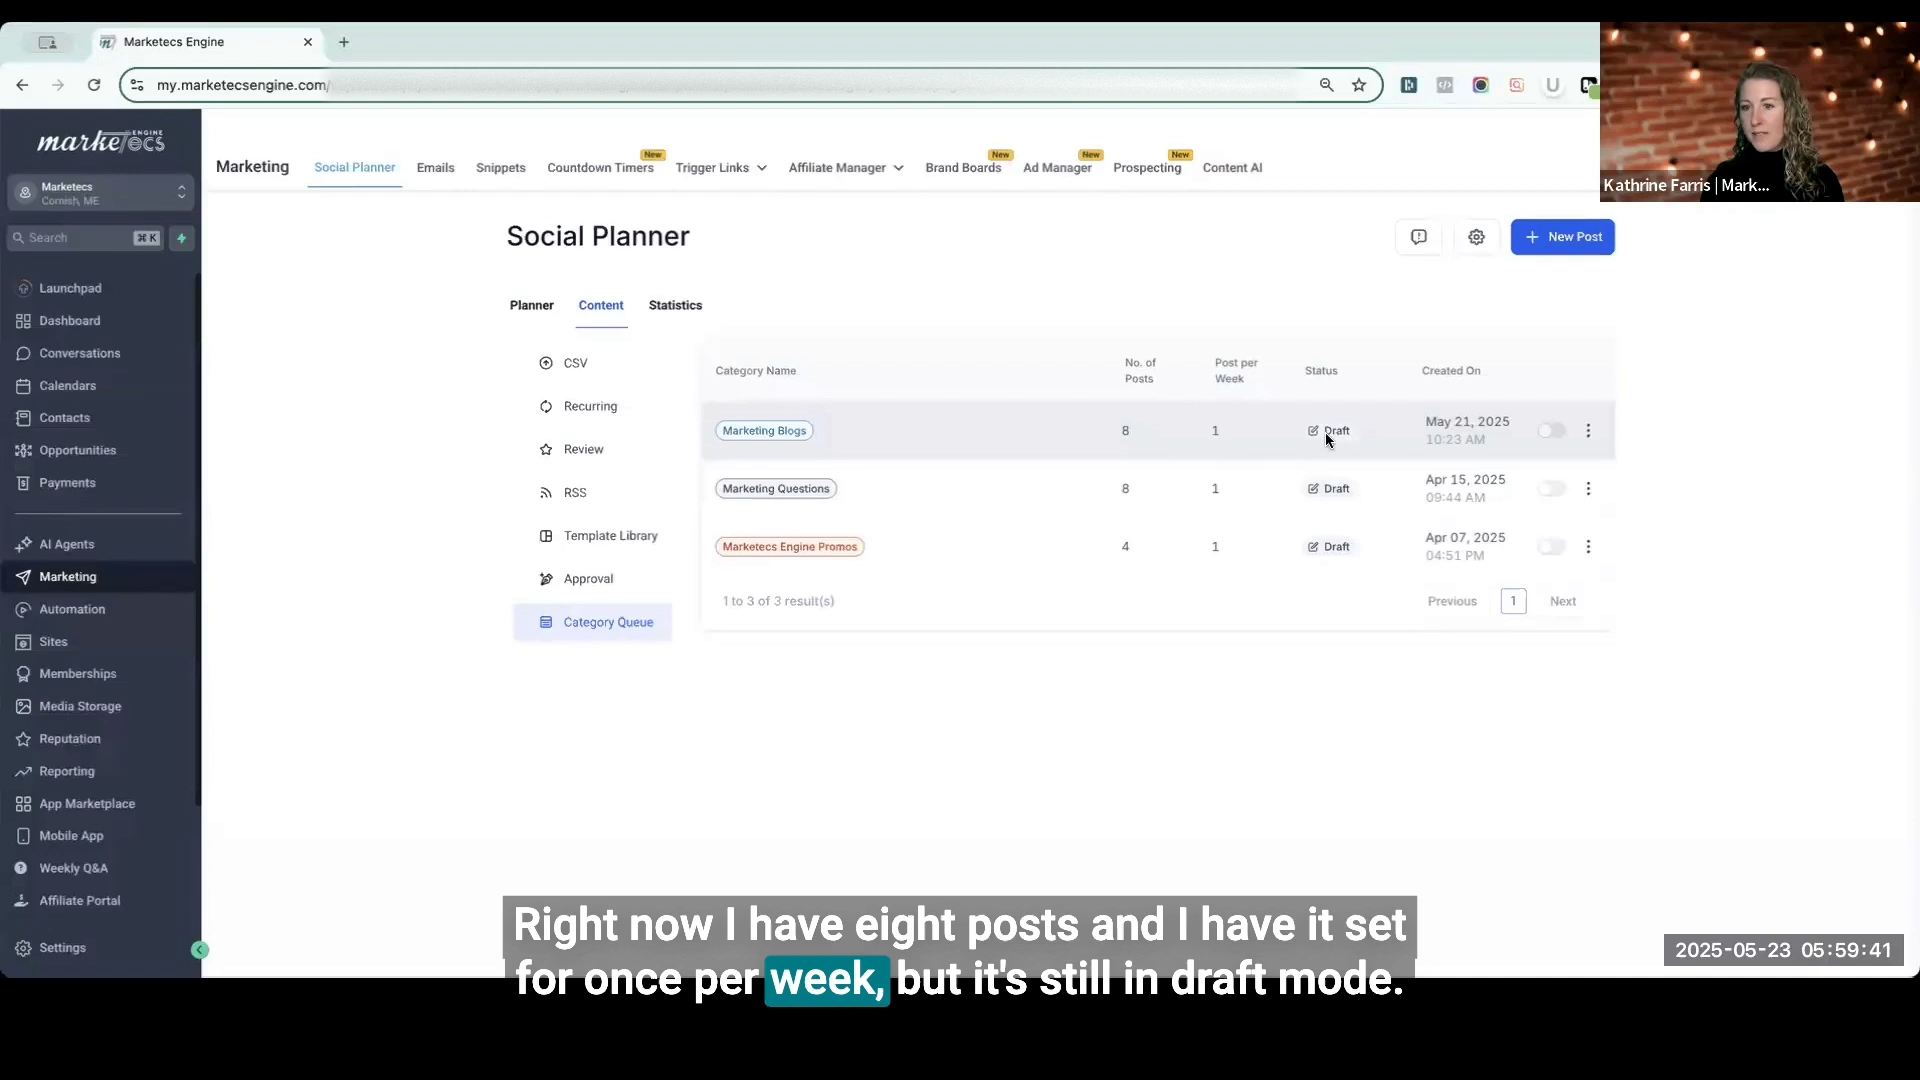 Marketecs Engine
my.marketecsengine.com/
Kathrine Farris | Mark...
ENGINE
marketecs
Marketecs
Cornish, ME
Search
⌘ K
Launchpad
Dashboard
Conversations
Calendars
Contacts
Opportunities
Payments
AI Agents
Marketing
Automation
Sites
Memberships
Media Storage
Reputation
Reporting
App Marketplace
Mobile App
Weekly Q&A
Affiliate Portal
Settings
New New New New
Marketing Social Planner Emails Snippets Countdown Timers Trigger Links Affiliate Manager Brand Boards Ad Manager Prospecting Content AI
Social Planner
+ New Post
Planner Content Statistics
CSV
Recurring
Review
RSS
Template Library
Approval
Category Queue
Category Name No. of Posts Post per Week Status Created On
Marketing Blogs 8 1 Draft May 21, 2025 10:23 AM
Marketing Questions 8 1 Draft Apr 15, 2025 09:44 AM
Marketecs Engine Promos 4 1 Draft Apr 07, 2025 04:51 PM
1 to 3 of 3 result(s) Previous 1 Next
Right now I have eight posts and I have it set
for once per week, but it's still in draft mode.
2025-05-23 05:59:41